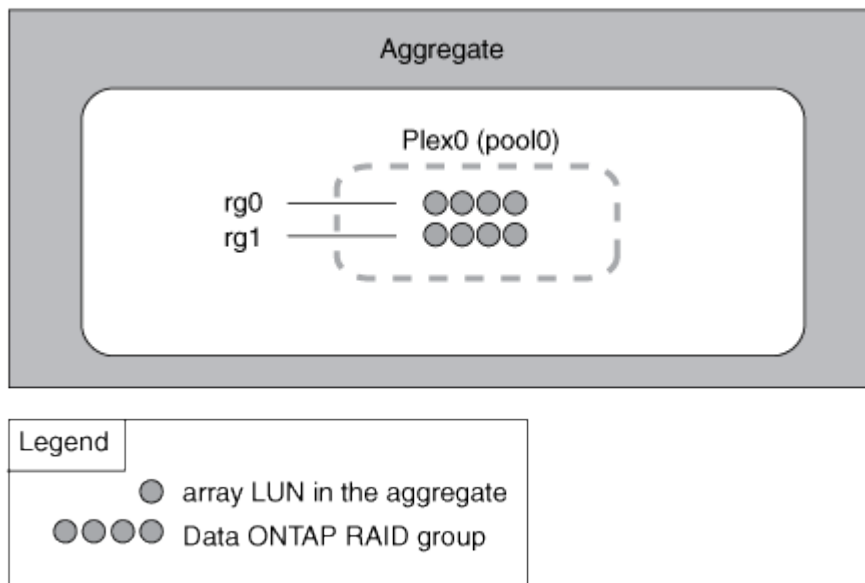 Aggregate
Plex0 (pool0)
rg0
rg1
Legend
array LUN in the aggregate
Data ONTAP RAID group